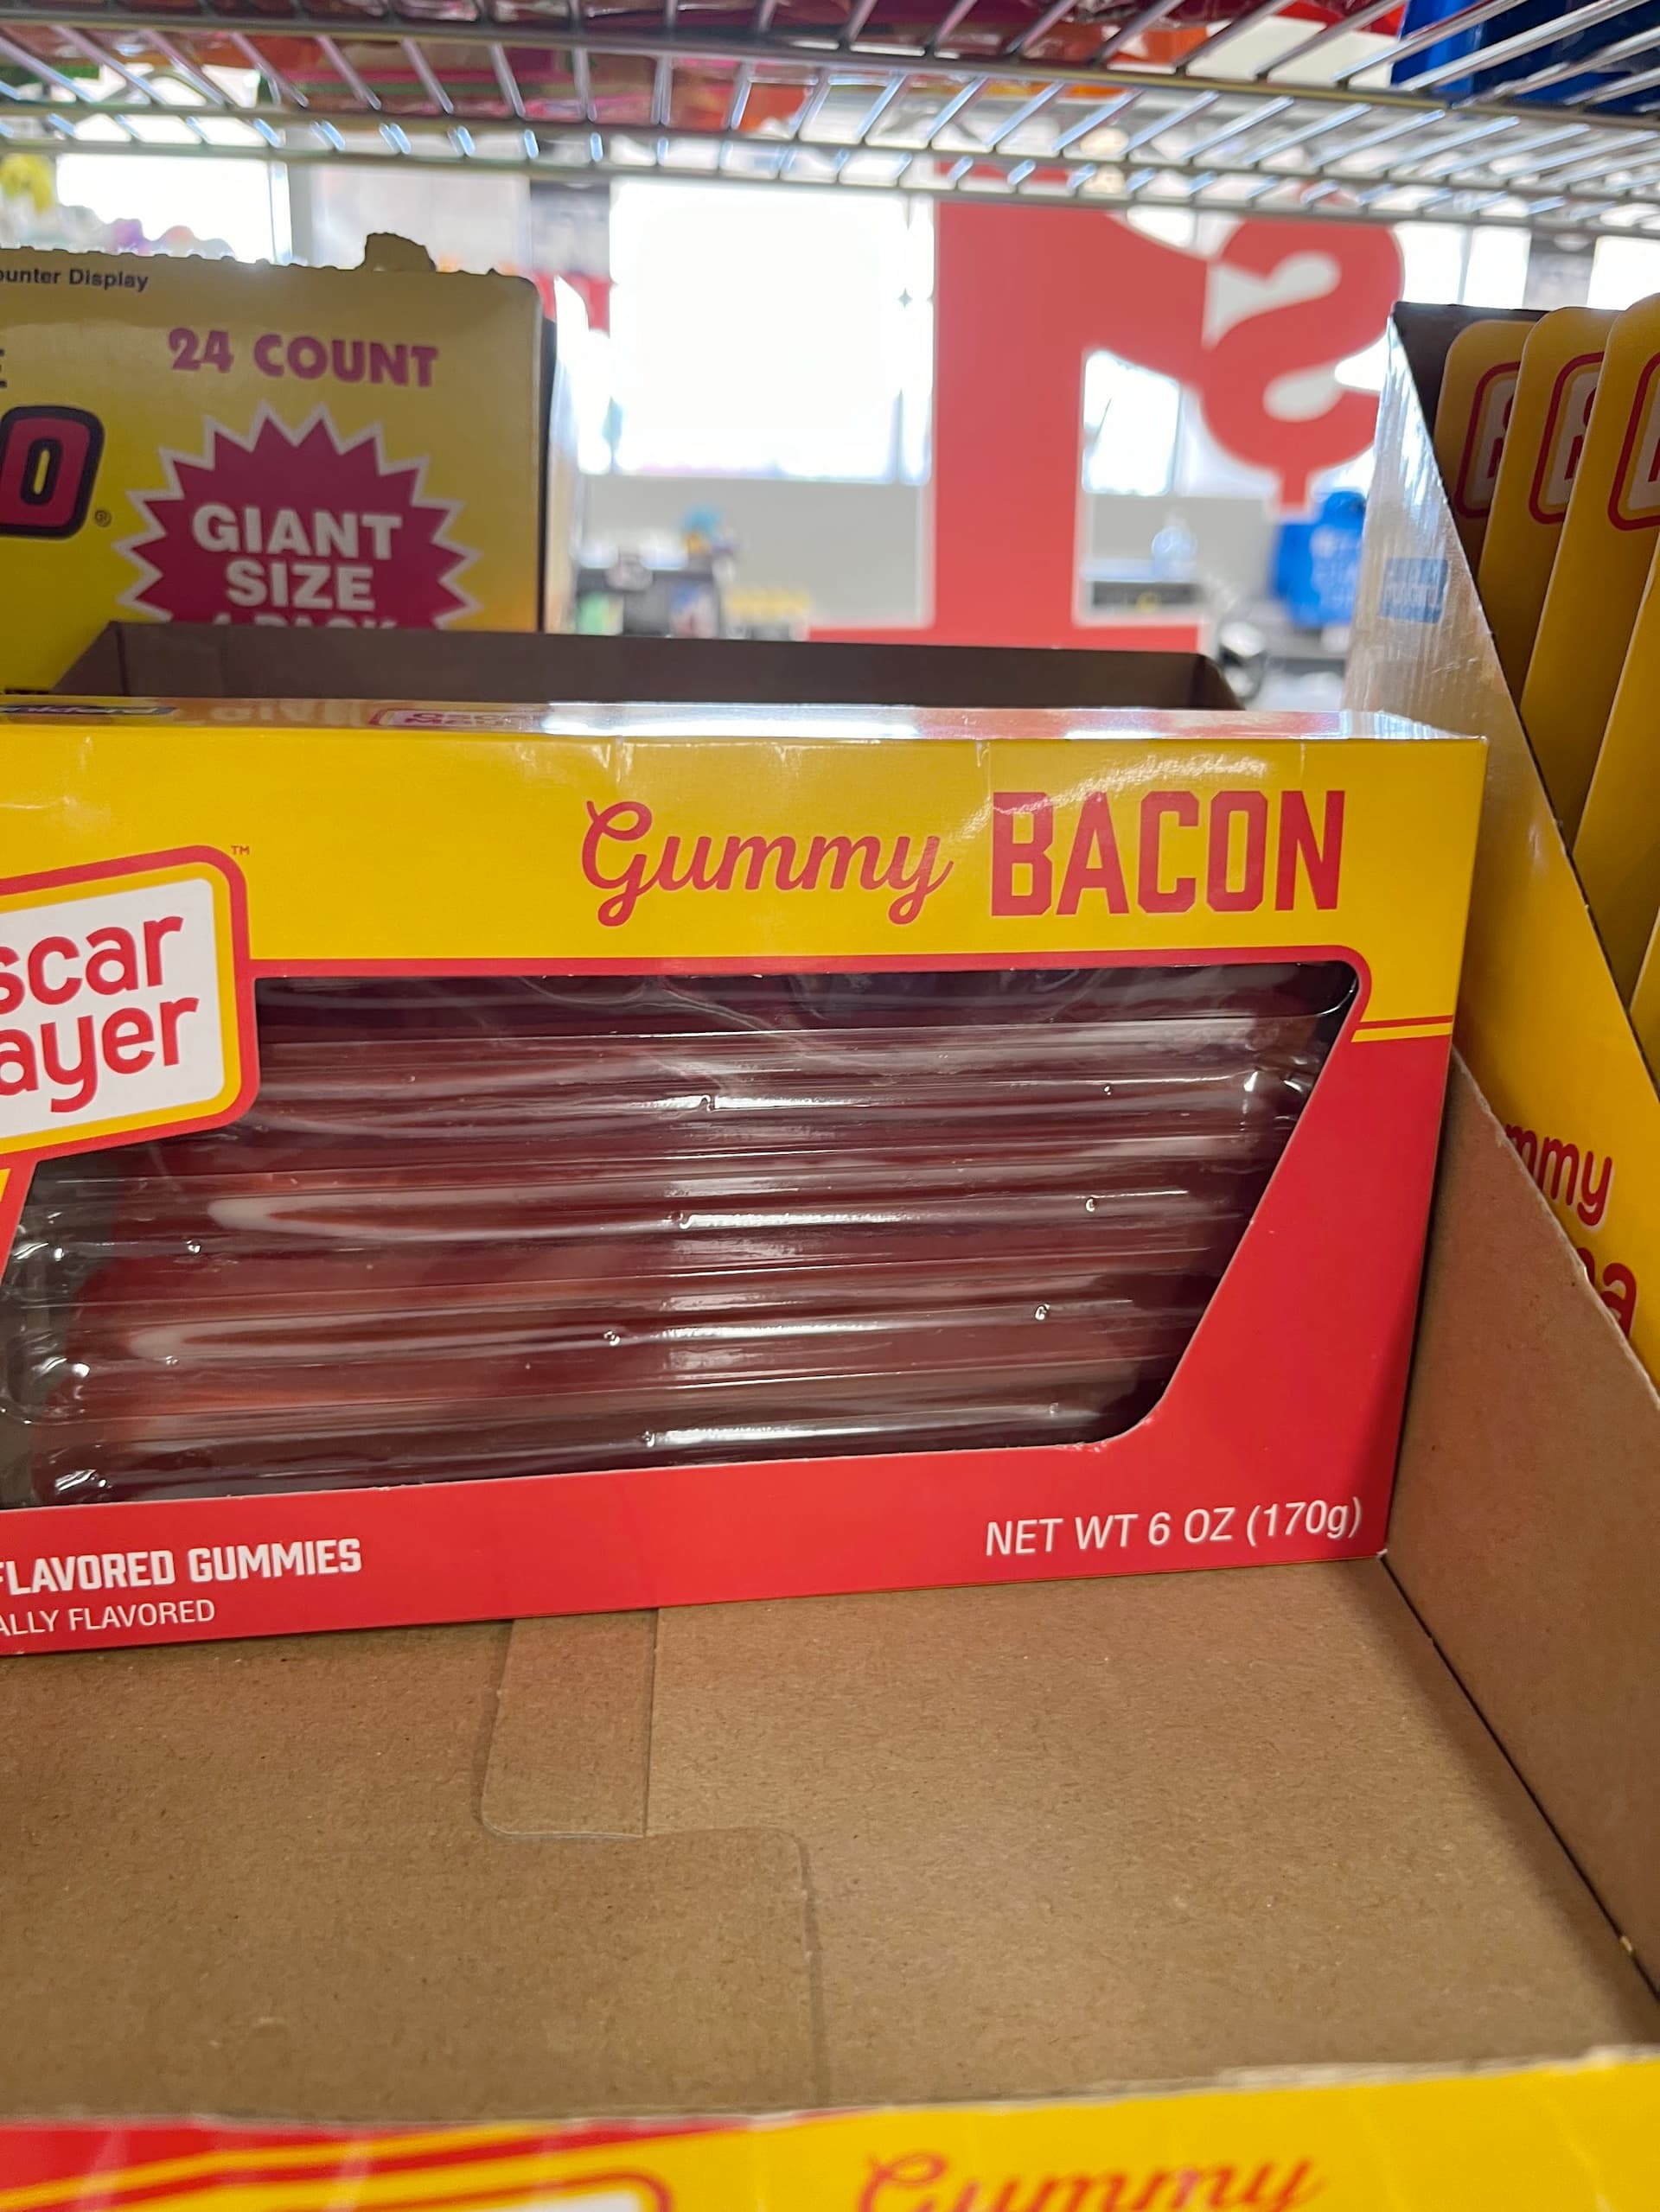 ounter Display
24 COUNT
O®
GIANT
SIZE
Gummy BACON
scar
ayer
™
FLAVORED GUMMIES
ALLY FLAVORED
NET WT 6 OZ (170g)
mmy
Gummy